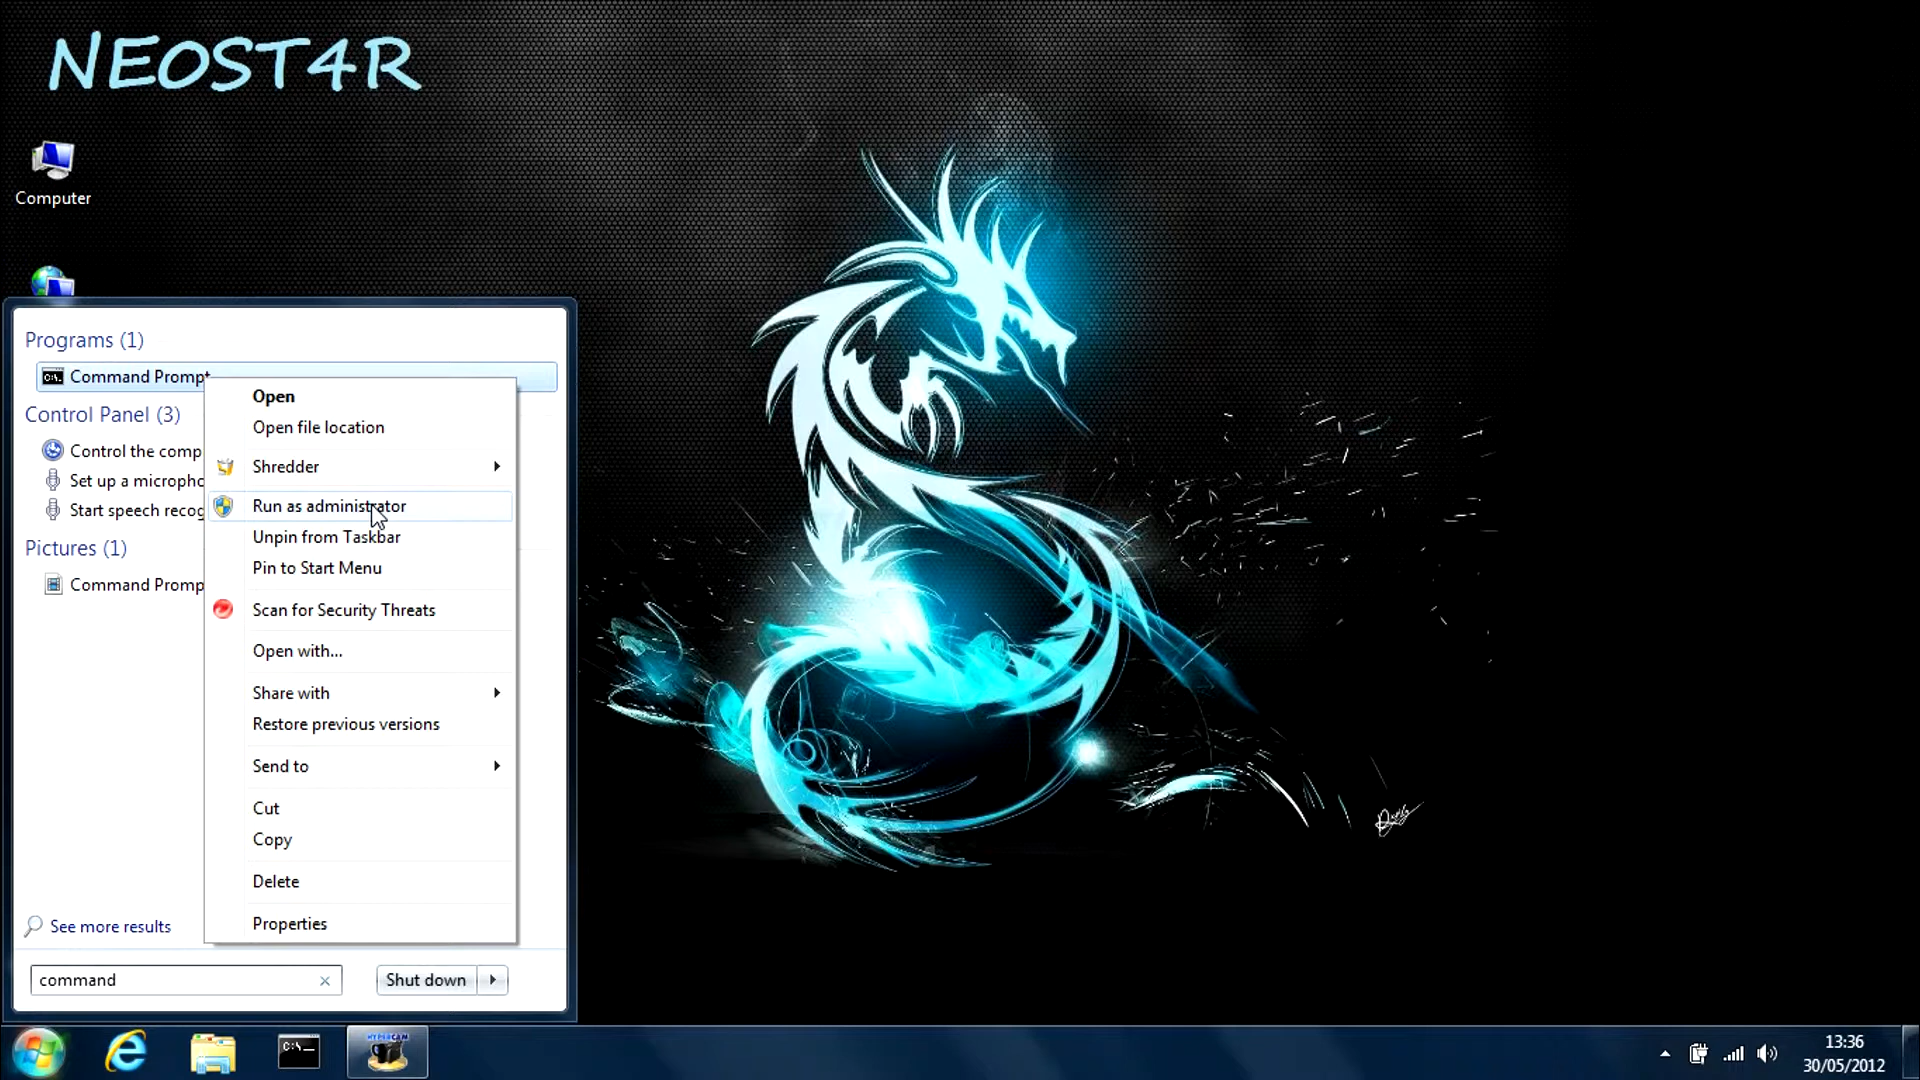 NEOST4R
Computer
Programs (1)
Command Prompt
Control Panel (3)
Control the comp
Set up a micropho
Start speech recog
Pictures (1)
Command Promp
See more results
command
Shut down
Open
Open file location
Shredder
Run as administrator
Unpin from Taskbar
Pin to Start Menu
Scan for Security Threats
Open with...
Share with
Restore previous versions
Send to
Cut
Copy
Delete
Properties
HYPERCAM
13:36
30/05/2012